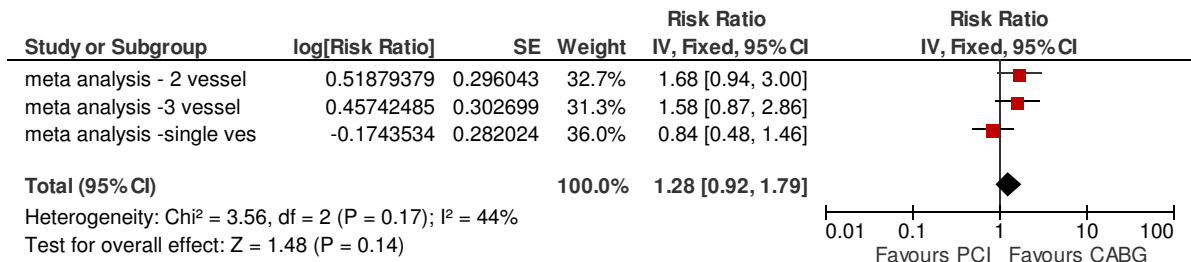 Risk Ratio Risk Ratio
Study or Subgroup log[Risk Ratio] SE Weight IV, Fixed, 95% CI IV, Fixed, 95% CI
meta analysis - 2 vessel 0.51879379 0.296043 32.7% 1.68 [0.94, 3.00]
meta analysis -3 vessel 0.45742485 0.302699 31.3% 1.58 [0.87, 2.86]
meta analysis -single ves -0.1743534 0.282024 36.0% 0.84 [0.48, 1.46]
Total (95% CI) 100.0% 1.28 [0.92, 1.79]
Heterogeneity: Chi² = 3.56, df = 2 (P = 0.17); I² = 44%
Test for overall effect: Z = 1.48 (P = 0.14)
0.01 0.1 1 10 100
Favours PCI Favours CABG